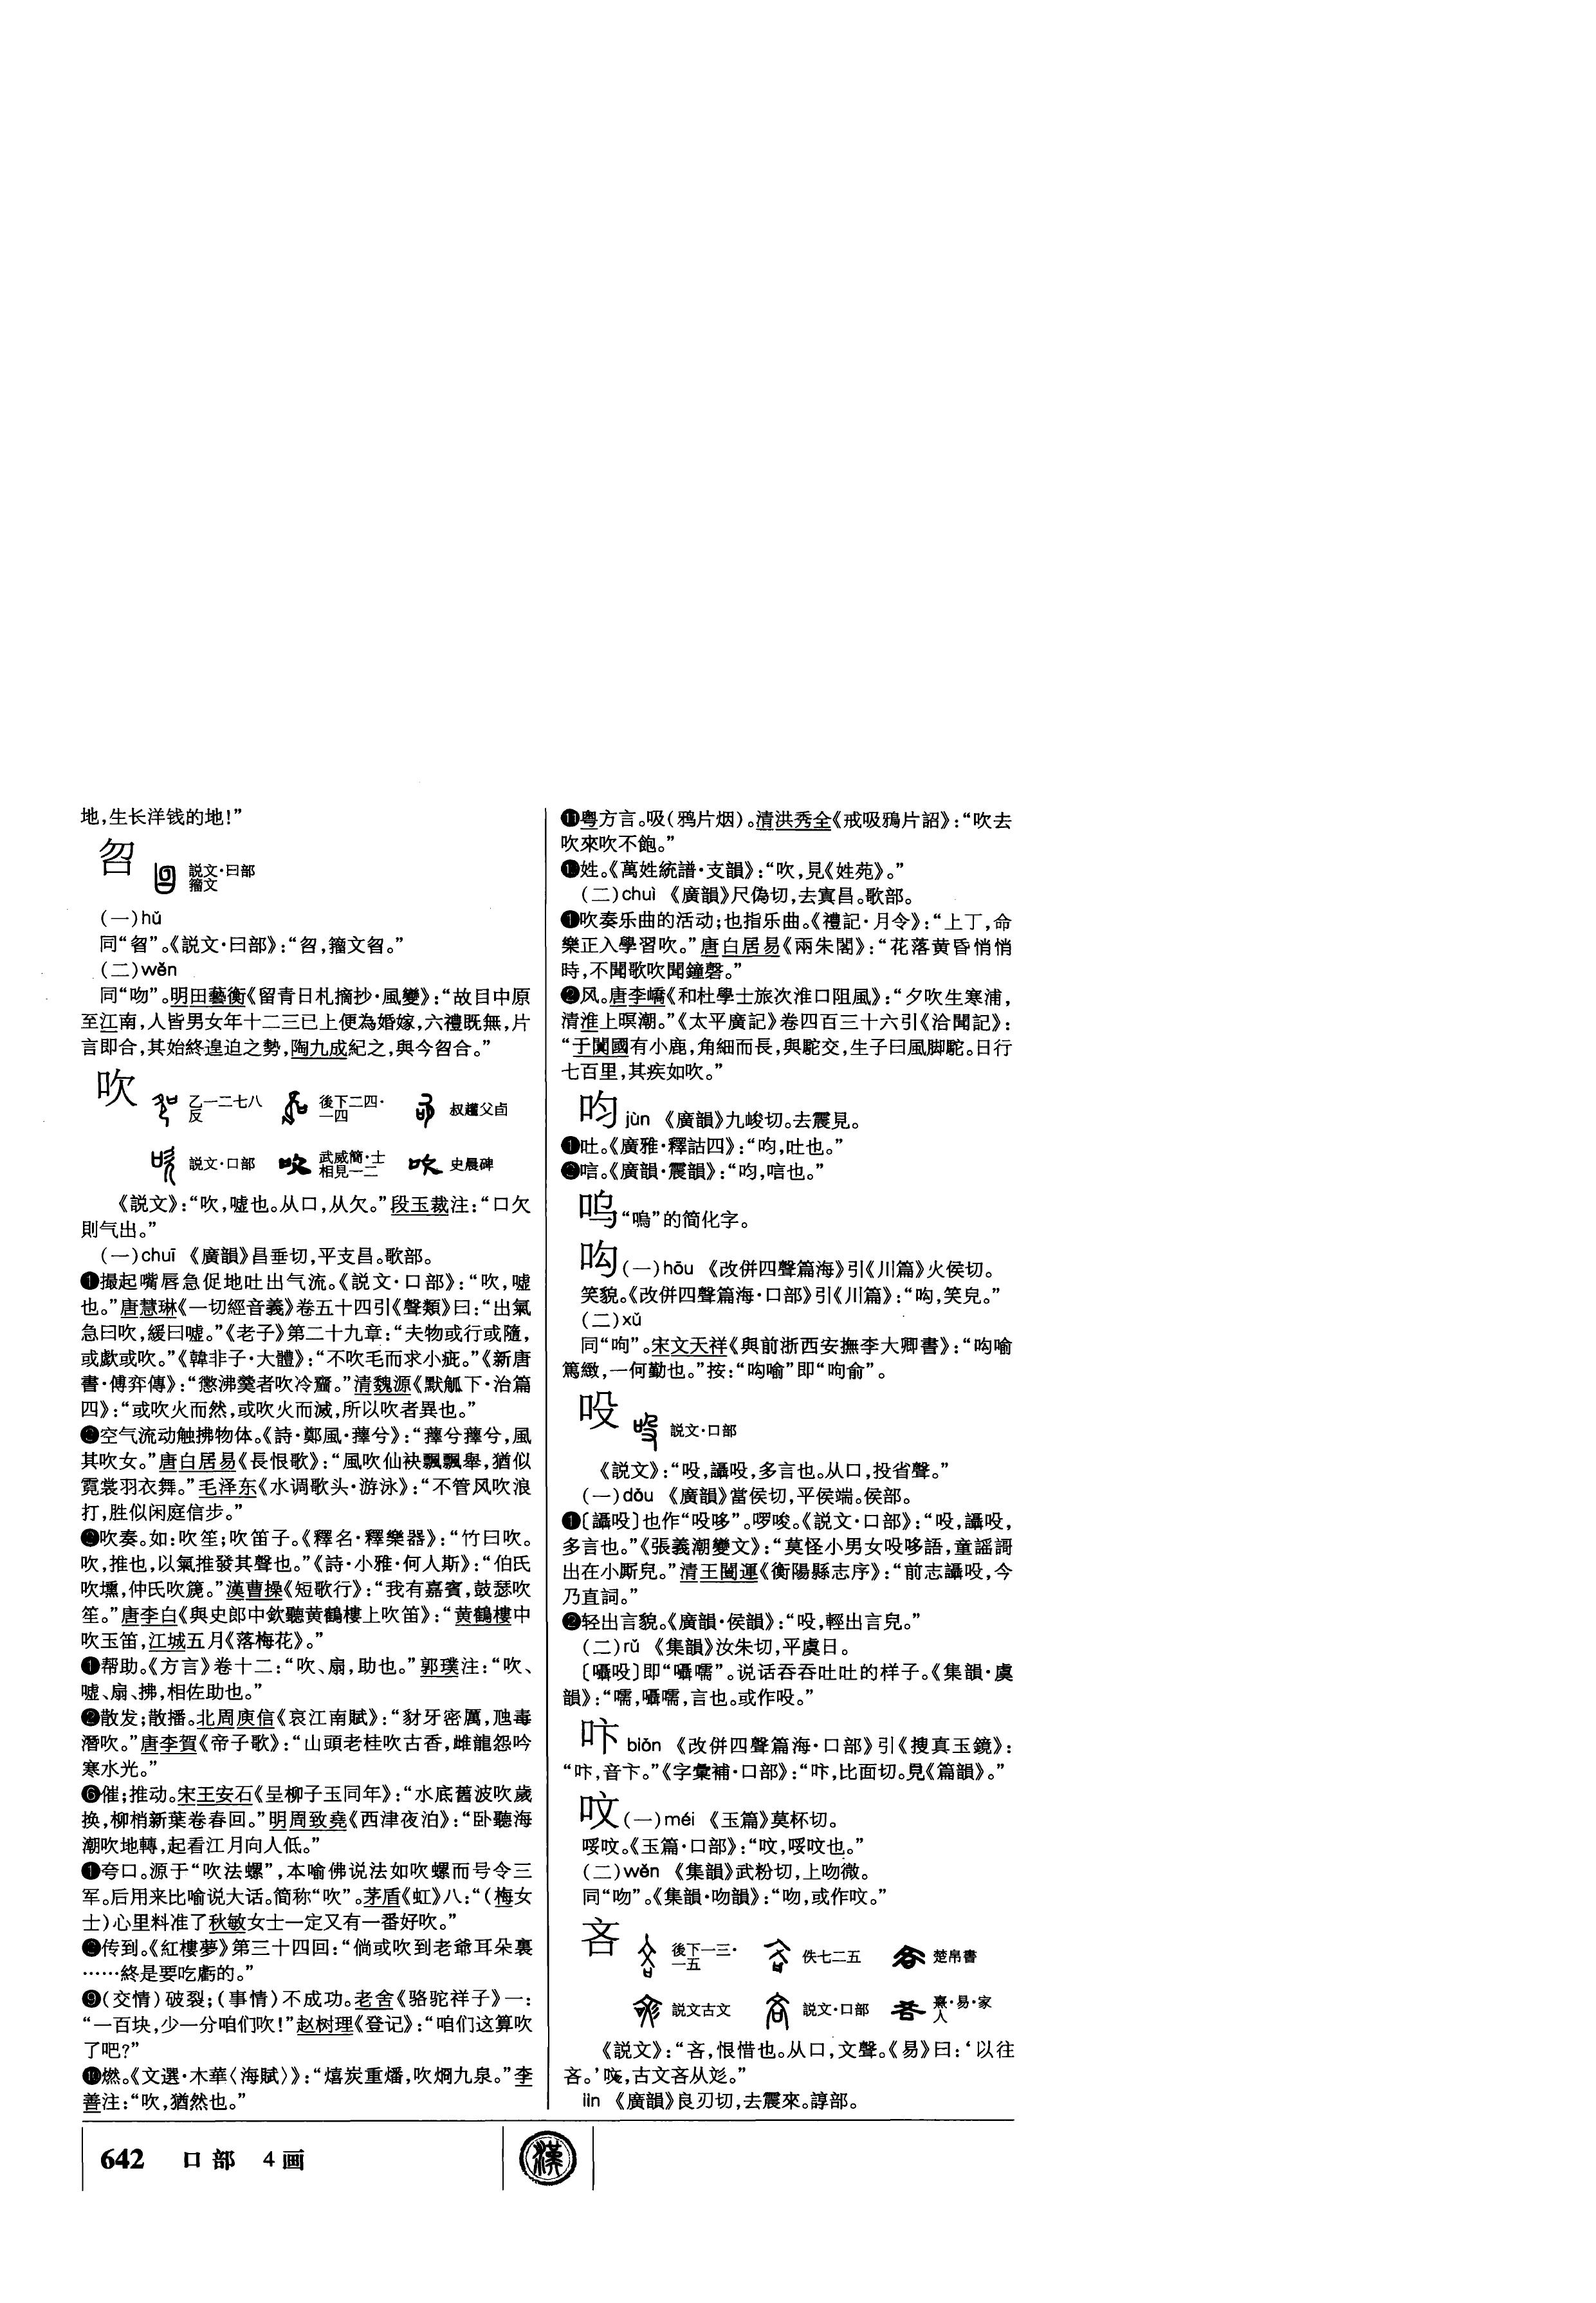 地，生长洋钱的地！”
曶
説文·曰部
籀文
（一）hǔ
同“曶”。《説文·曰部》：“曶，籀文曶。”
（二）wěn
同“吻”。明田藝衡《留青日札摘抄·風變》：“故目中原
至江南，人皆男女年十二三已上便為婚嫁，六禮既無，片
言即合，其始終遑迫之勢，陶九成紀之，與今曶合。”
吹
乙一二七八
反
後下二四·
一四
叔趯父卣
説文·口部
武威簡·士
相見一二
史晨碑
《説文》：“吹，嘘也。从口，从欠。”段玉裁注：“口欠
則气出。”
（一）chuī 《廣韻》昌垂切，平支昌。歌部。
❶撮起嘴唇急促地吐出气流。《説文·口部》：“吹，嘘
也。”唐慧琳《一切經音義》卷五十四引《聲類》曰：“出氣
急曰吹，緩曰嘘。”《老子》第二十九章：“夫物或行或隨，
或歔或吹。”《韓非子·大體》：“不吹毛而求小疵。”《新唐
書·傅弈傳》：“懲沸羹者吹冷齏。”清魏源《默觚下·治篇
四》：“或吹火而然，或吹火而滅，所以吹者異也。”
❷空气流动触拂物体。《詩·鄭風·蘀兮》：“蘀兮蘀兮，風
其吹女。”唐白居易《長恨歌》：“風吹仙袂飄飄舉，猶似
霓裳羽衣舞。”毛泽东《水调歌头·游泳》：“不管风吹浪
打，胜似闲庭信步。”
❸吹奏。如：吹笙；吹笛子。《釋名·釋樂器》：“竹曰吹。
吹，推也，以氣推發其聲也。”《詩·小雅·何人斯》：“伯氏
吹壎，仲氏吹篪。”漢曹操《短歌行》：“我有嘉賓，鼓瑟吹
笙。”唐李白《與史郎中欽聽黄鶴樓上吹笛》：“黄鶴樓中
吹玉笛，江城五月《落梅花》。”
❶帮助。《方言》卷十二：“吹、扇，助也。”郭璞注：“吹、
嘘、扇、拂，相佐助也。”
❷散发；散播。北周庾信《哀江南賦》：“豺牙密厲，虺毒
潛吹。”唐李賀《帝子歌》：“山頭老桂吹古香，雌龍怨吟
寒水光。”
❻催；推动。宋王安石《呈柳子玉同年》：“水底舊波吹歲
换，柳梢新葉卷春回。”明周致堯《西津夜泊》：“卧聽海
潮吹地轉，起看江月向人低。”
❶夸口。源于“吹法螺”，本喻佛说法如吹螺而号令三
军。后用来比喻说大话。简称“吹”。茅盾《虹》八：“（梅女
士）心里料准了秋敏女士一定又有一番好吹。”
❽传到。《紅樓夢》第三十四回：“倘或吹到老爺耳朵裏
……終是要吃虧的。”
❾（交情）破裂；（事情）不成功。老舍《骆驼祥子》一：
“一百块，少一分咱们吹！”赵树理《登记》：“咱们这算吹
了吧？”
❿燃。《文選·木華〈海賦〉》：“熺炭重燔，吹炯九泉。”李
善注：“吹，猶然也。”
⓫粤方言。吸（鸦片烟）。清洪秀全《戒吸鴉片詔》：“吹去
吹來吹不飽。”
⓬姓。《萬姓統譜·支韻》：“吹，見《姓苑》。”
（二）chuì 《廣韻》尺偽切，去寘昌。歌部。
❶吹奏乐曲的活动；也指乐曲。《禮記·月令》：“上丁，命
樂正入學習吹。”唐白居易《兩朱閣》：“花落黄昏悄悄
時，不聞歌吹聞鐘磬。”
❷风。唐李嶠《和杜學士旅次淮口阻風》：“夕吹生寒浦，
清淮上暝潮。”《太平廣記》卷四百三十六引《洽聞記》：
“于闐國有小鹿，角細而長，與駝交，生子曰風脚駝。日行
七百里，其疾如吹。”
呁 jùn 《廣韻》九峻切。去震見。
❶吐。《廣雅·釋詁四》：“呁，吐也。”
❷唁。《廣韻·震韻》：“呁，唁也。”
呜 “嗚”的简化字。
呴（一）hōu 《改併四聲篇海》引《川篇》火侯切。
笑貌。《改併四聲篇海·口部》引《川篇》：“呴，笑皃。”
（二）xǔ
同“呴”。宋文天祥《與前浙西安撫李大卿書》：“呴喻
篤緻，一何勤也。”按：“呴喻”即“呴俞”。
吺
説文·口部
《説文》：“吺，讘吺，多言也。从口，投省聲。”
（一）dōu 《廣韻》當侯切，平侯端。侯部。
❶〔讘吺〕也作“吺哆”。啰唆。《説文·口部》：“吺，讘吺，
多言也。”《張義潮變文》：“莫怪小男女吺哆語，童謡謌
出在小厮兒。”清王闓運《衡陽縣志序》：“前志讘吺，今
乃直詞。”
❷轻出言貌。《廣韻·侯韻》：“吺，輕出言皃。”
（二）rǔ 《集韻》汝朱切，平虞日。
〔囁吺〕即“囁嚅”。说话吞吞吐吐的样子。《集韻·虞
韻》：“嚅，囁嚅，言也。或作吺。”
咔 biǎn 《改併四聲篇海·口部》引《搜真玉鏡》：
“咔，音卞。”《字彙補·口部》：“咔，比面切。見《篇韻》。”
呅（一）méi 《玉篇》莫杯切。
哸呅。《玉篇·口部》：“呅，哸呅也。”
（二）wěn 《集韻》武粉切，上吻微。
同“吻”。《集韻·吻韻》：“吻，或作呅。”
吝
後下一三·
一五
佚七二五
楚帛書
説文古文
説文·口部
熹·易·家
人
《説文》：“吝，恨惜也。从口，文聲。《易》曰：‘以往
吝。’㖁，古文吝从彣。”
lìn 《廣韻》良刃切，去震來。諄部。
642 口部 4画
漢